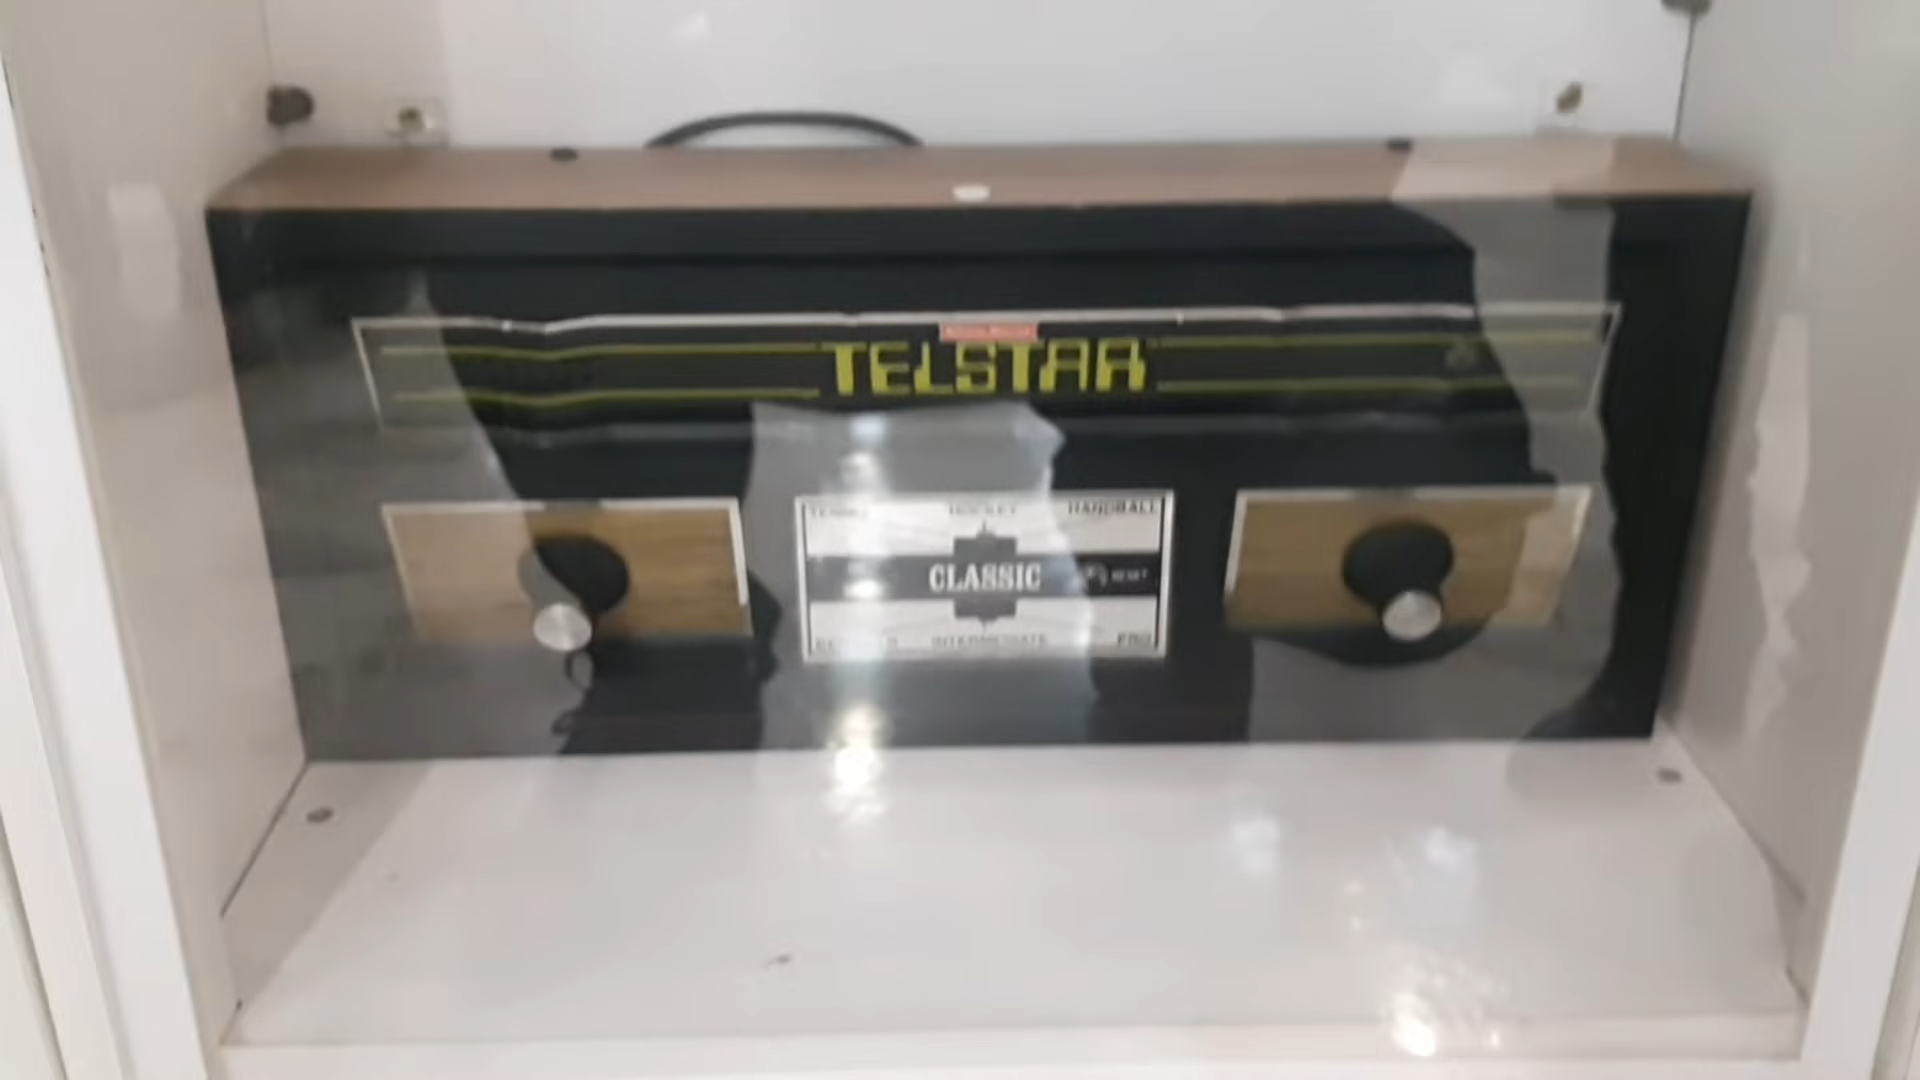 TELSTAR
TENNIS HOCKEY HANDBALL
CLASSIC
INTERMEDIATE PRO